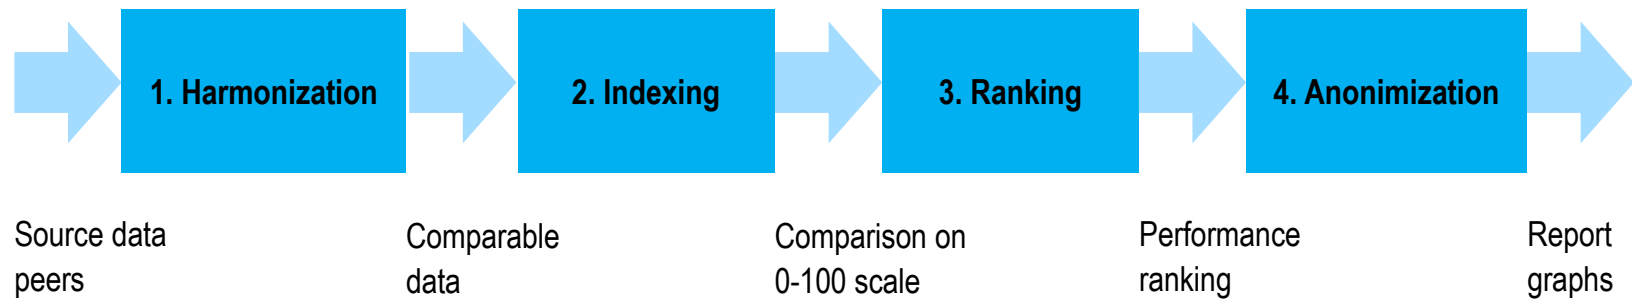 1. Harmonization
2. Indexing
3. Ranking
4. Anonimization
Source data
peers
Comparable
data
Comparison on
0-100 scale
Performance
ranking
Report
graphs